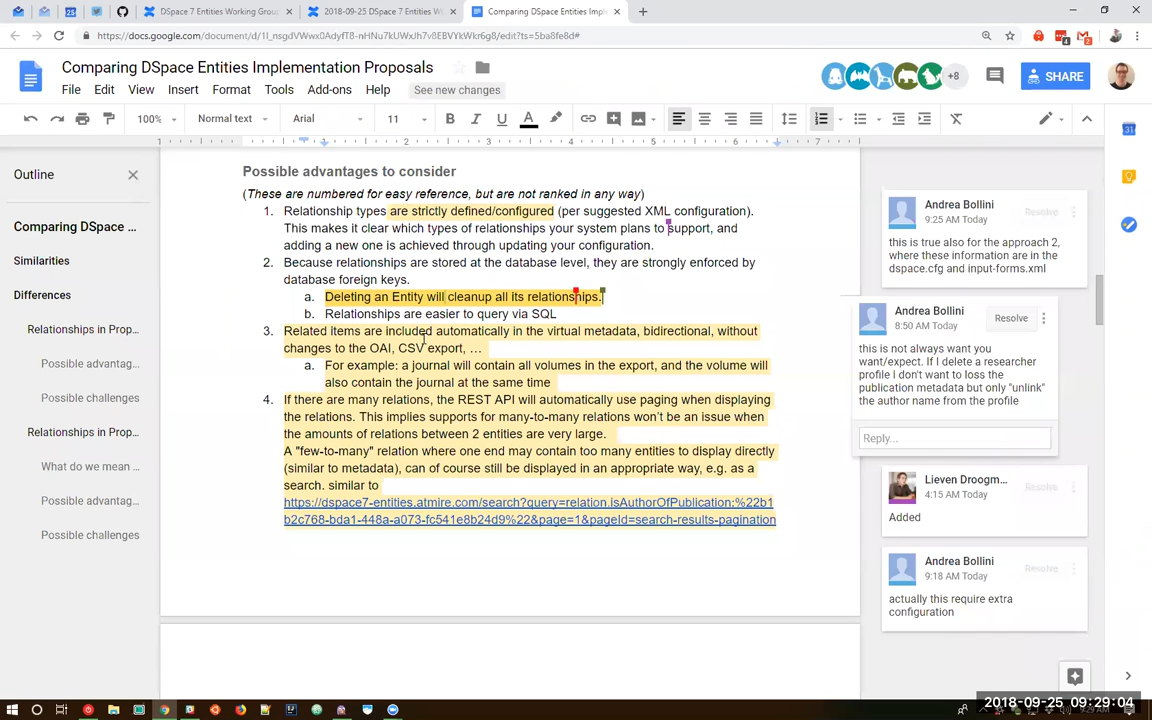 DSpace 7 Entities Working Grou
2018-09-25 DSpace 7 Entities W
Comparing DSpace Entities Imple
https://docs.google.com/document/d/1I_nsgdVWwx0AdyfT8-nHNu7kUWxJh7v8EBVYkWkr6g8/edit?ts=5ba8fe8d#
Comparing DSpace Entities Implementation Proposals
+8
SHARE
File Edit View Insert Format Tools Add-ons Help See new changes
100% Normal text Arial 11
Outline
Comparing DSpace ...
Similarities
Differences
Relationships in Prop...
Possible advantag...
Possible challenges
Relationships in Prop...
What do we mean ...
Possible advantag...
Possible challenges
1 1 2 3 4 5 6 7
Possible advantages to consider
(These are numbered for easy reference, but are not ranked in any way)
1. Relationship types are strictly defined/configured (per suggested XML configuration).
This makes it clear which types of relationships your system plans to support, and
adding a new one is achieved through updating your configuration.
2. Because relationships are stored at the database level, they are strongly enforced by
database foreign keys.
a. Deleting an Entity will cleanup all its relationships.
b. Relationships are easier to query via SQL
3. Related items are included automatically in the virtual metadata, bidirectional, without
changes to the OAI, CSV export, …
a. For example: a journal will contain all volumes in the export, and the volume will
also contain the journal at the same time
4. If there are many relations, the REST API will automatically use paging when displaying
the relations. This implies supports for many-to-many relations won't be an issue when
the amounts of relations between 2 entities are very large.
A "few-to-many" relation where one end may contain too many entities to display directly
(similar to metadata), can of course still be displayed in an appropriate way, e.g. as a
search. similar to
https://dspace7-entities.atmire.com/search?query=relation.isAuthorOfPublication:%22b1
b2c768-bda1-448a-a073-fc541e8b24d9%22&page=1&pageId=search-results-pagination
Andrea Bollini
9:25 AM Today
Resolve
this is true also for the approach 2,
where these information are in the
dspace.cfg and input-forms.xml
Andrea Bollini
8:50 AM Today
Resolve
this is not always want you
want/expect. If I delete a researcher
profile I don't want to loss the
publication metadata but only "unlink"
the author name from the profile
Reply...
Lieven Droogm...
4:15 AM Today
Resolve
Added
Andrea Bollini
9:18 AM Today
Resolve
actually this require extra
configuration
2018-09-25 09:29:04